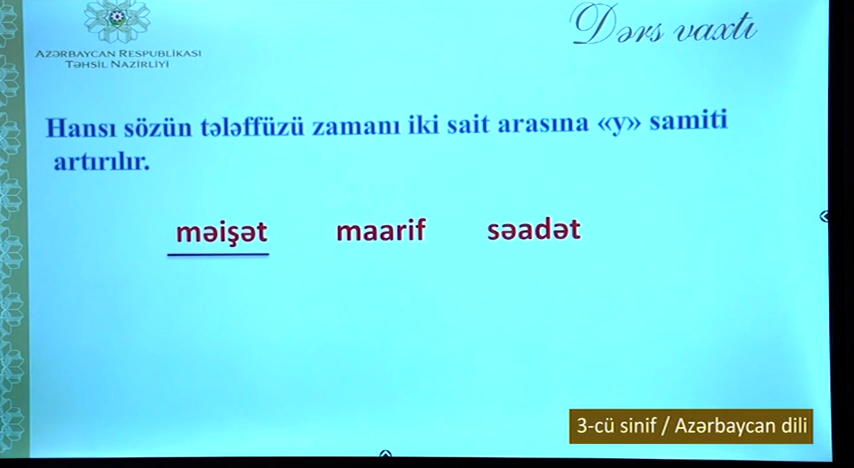 AZƏRBAYCAN RESPUBLİKASI
TƏHSİL NAZİRLİYİ
Dərs vaxtı
Hansı sözün tələffüzü zamanı iki sait arasına «y» samiti
artırılır.
məişət maarif səadət
3-cü sinif / Azərbaycan dili